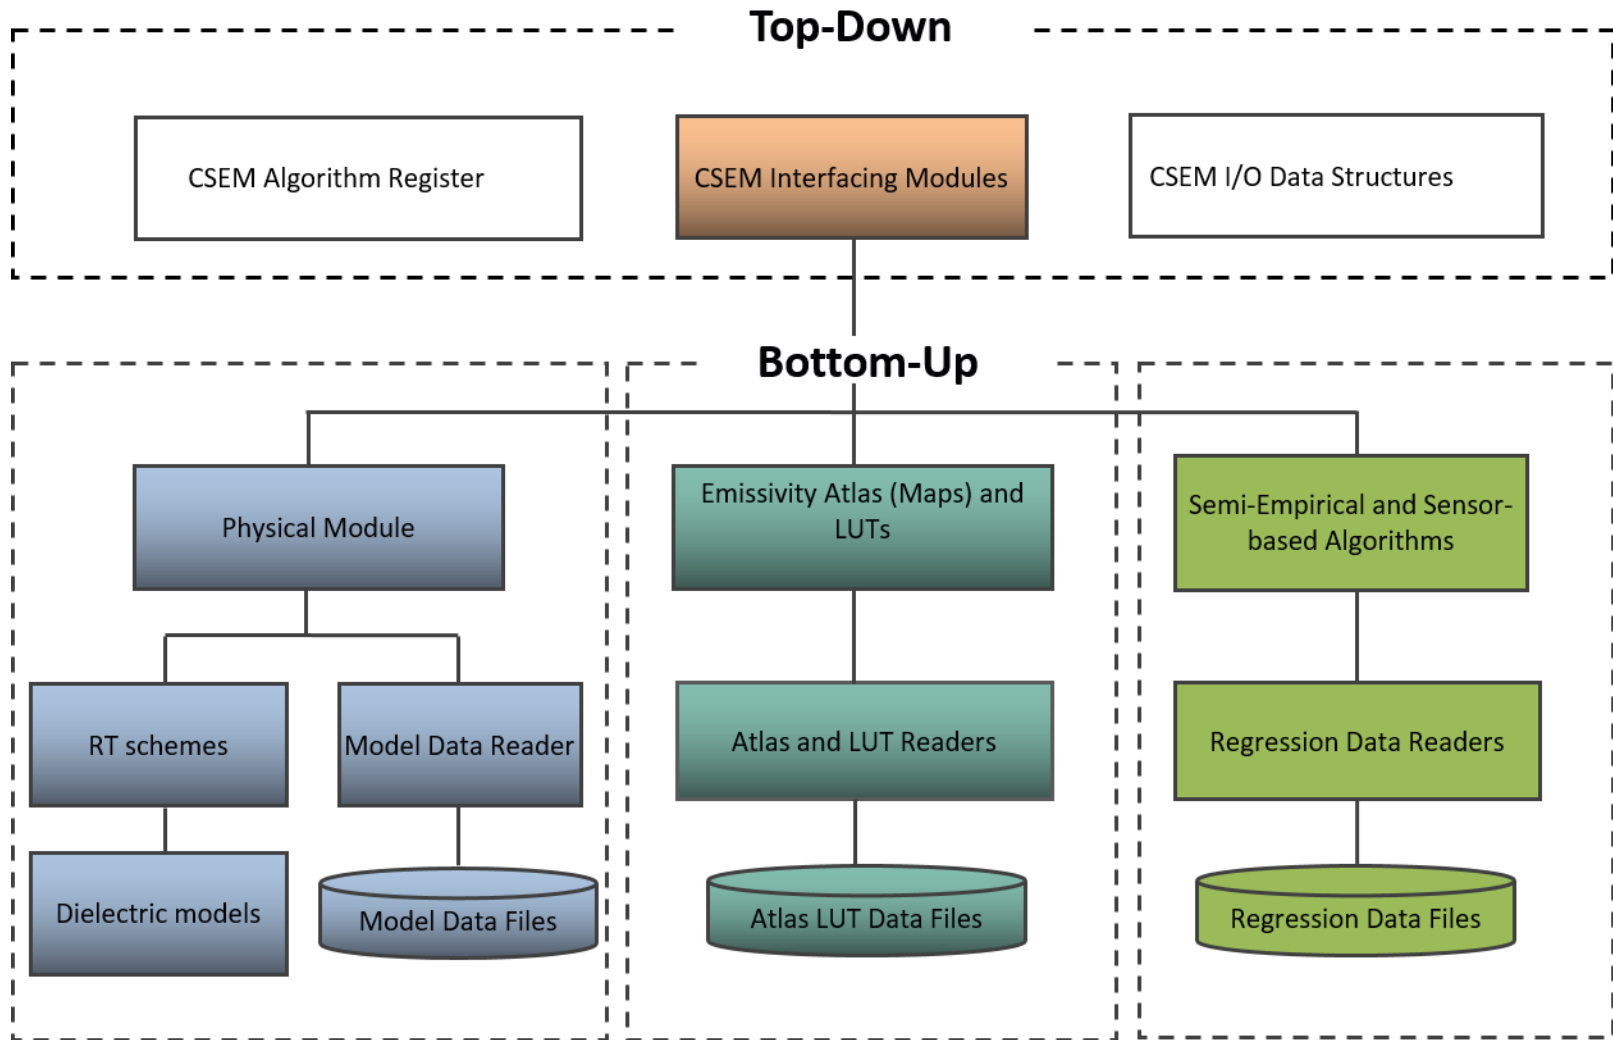 Top-Down
CSEM Algorithm Register
CSEM Interfacing Modules
CSEM I/O Data Structures
Bottom-Up
Physical Module
Emissivity Atlas (Maps) and
LUTs
Semi-Empirical and Sensor-
based Algorithms
RT schemes
Model Data Reader
Atlas and LUT Readers
Regression Data Readers
Dielectric models
Model Data Files
Atlas LUT Data Files
Regression Data Files